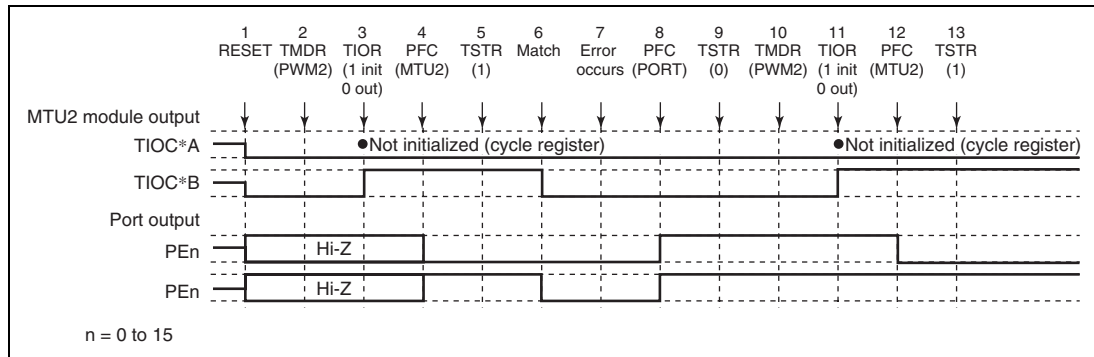 1 2 3 4 5 6 7 8 9 10 11 12 13
RESET TMDR TIOR PFC TSTR Match Error PFC TSTR TMDR TIOR PFC TSTR
(PWM2) (1 init (MTU2) (1) occurs (PORT) (0) (PWM2) (1 init (MTU2) (1)
0 out) 0 out)
MTU2 module output
TIOC*A ●Not initialized (cycle register) ●Not initialized (cycle register)
TIOC*B
Port output
PEn Hi-Z
PEn Hi-Z
n = 0 to 15